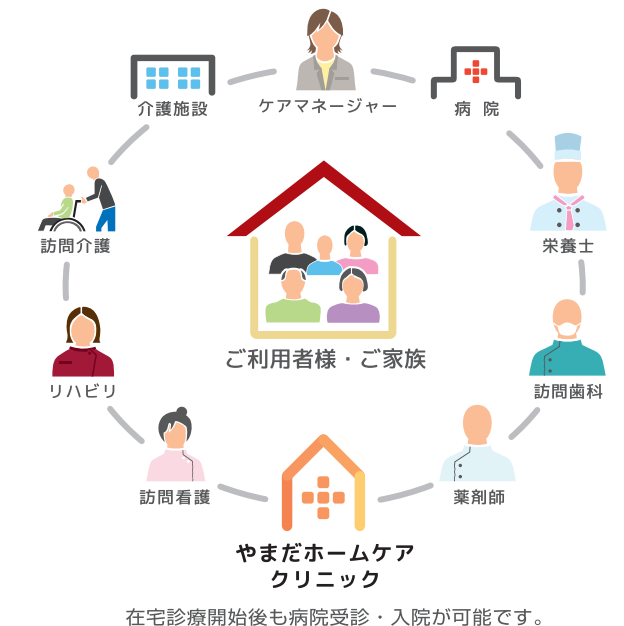 ケアマネージャー
介護施設
病院
訪問介護
栄養士
ご利用者様・ご家族
リハビリ
訪問歯科
訪問看護
薬剤師
やまだホームケア
クリニック
在宅診療開始後も病院受診・入院が可能です。